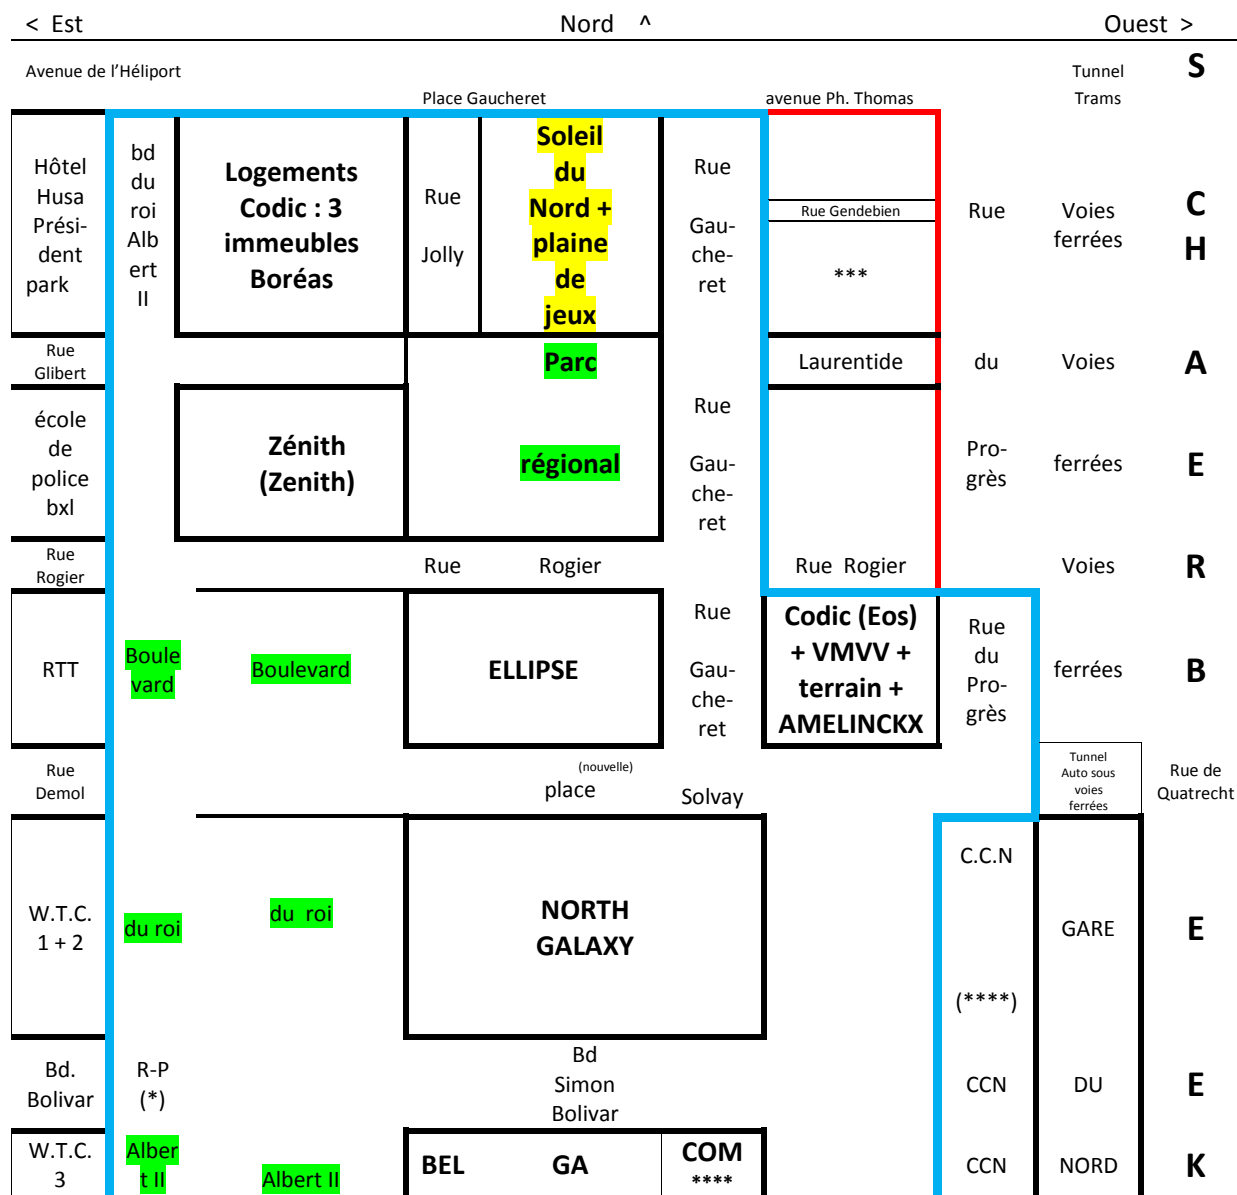 < Est Nord ^ Ouest >
Avenue de l'Héliport
Tunnel
Trams
S
Place Gaucheret
avenue Ph. Thomas
Hôtel
Husa
Prési-
dent
park
bd
du
roi
Alb
ert
II
Logements
Codic : 3
immeubles
Boréas
Rue
Jolly
Soleil
du
Nord +
plaine
de
jeux
Rue
Gau-
che-
ret
Rue Gendebien
***
Rue
Voies
ferrées
C
H
Rue
Glibert
Parc
Laurentide
du
Voies
A
école
de
police
bxl
Zénith
(Zenith)
régional
Rue
Gau-
che-
ret
Pro-
grès
ferrées
E
Rue
Rogier
Rue Rogier
Rue Rogier
Voies
R
RTT
Boule
vard
Boulevard
ELLIPSE
Rue
Gau-
che-
ret
Codic (Eos)
+ VMVV +
terrain +
AMELINCKX
Rue
du
Pro-
grès
ferrées
B
Rue
Demol
(nouvelle)
place
Solvay
Tunnel
Auto sous
voies
ferrées
Rue de
Quatrecht
W.T.C.
1 + 2
du roi
du roi
NORTH
GALAXY
C.C.N
(****)
GARE
E
Bd.
Bolivar
R-P
(*)
Bd
Simon
Bolivar
CCN
DU
E
W.T.C.
3
Alber
t II
Albert II
BEL GA COM
****
CCN
NORD
K